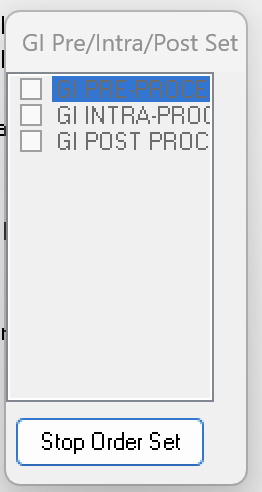 GI Pre/Intra/Post Set
GI PRE-PROCE
GI INTRA-PROC
GI POST PROC
Stop Order Set